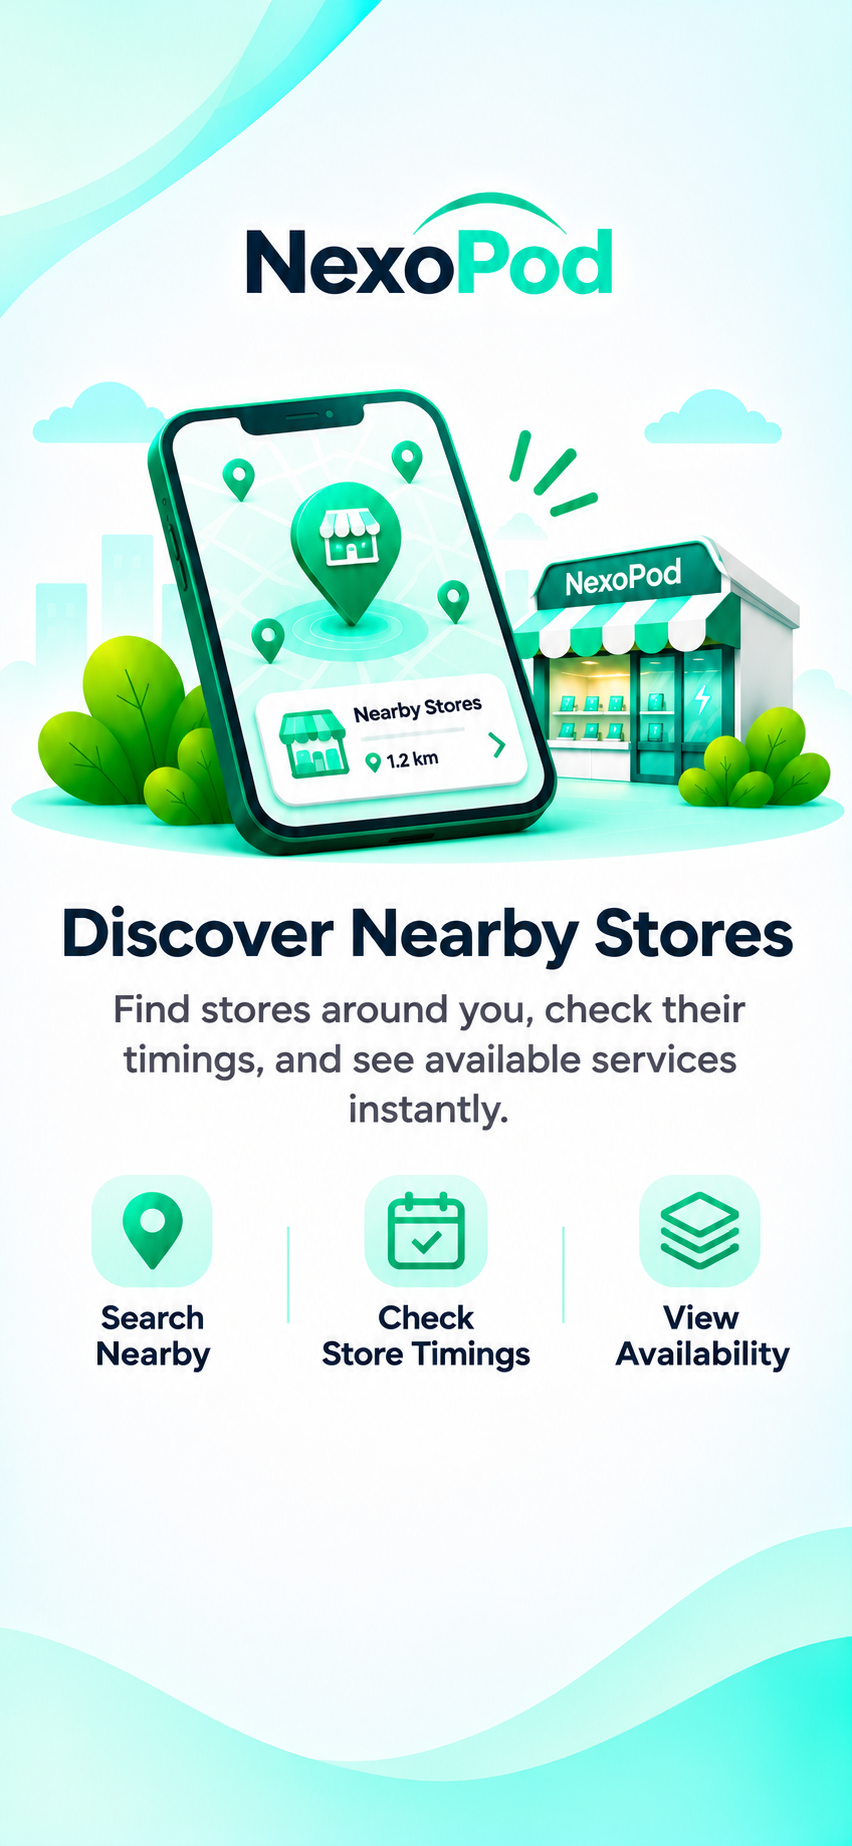 NexoPod
NexoPod
Nearby Stores
1.2 km
Discover Nearby Stores
Find stores around you, check their
timings, and see available services
instantly.
Search
Nearby
Check
Store Timings
View
Availability